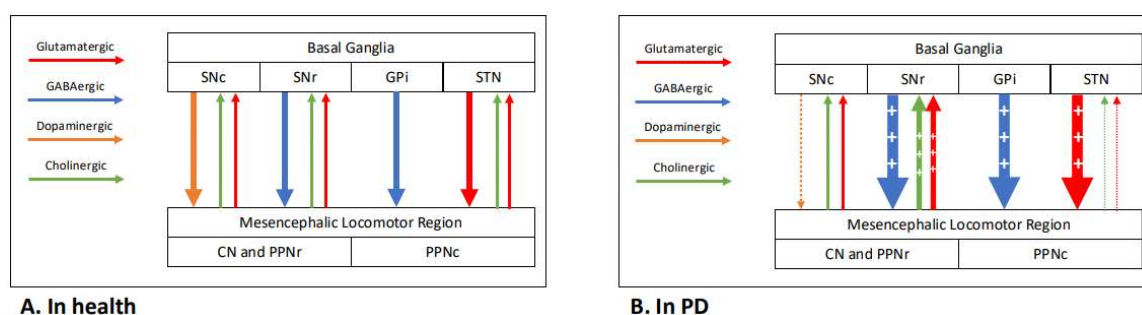 Glutamatergic
GABAergic
Dopaminergic
Cholinergic
Basal Ganglia
SNc SNr GPi STN
Mesencephalic Locomotor Region
CN and PPNr PPNc
A. In health
Glutamatergic
GABAergic
Dopaminergic
Cholinergic
Basal Ganglia
SNc SNr GPi STN
+ + + +
+ + + + +
+ + + + + +
Mesencephalic Locomotor Region
CN and PPNr PPNc
B. In PD